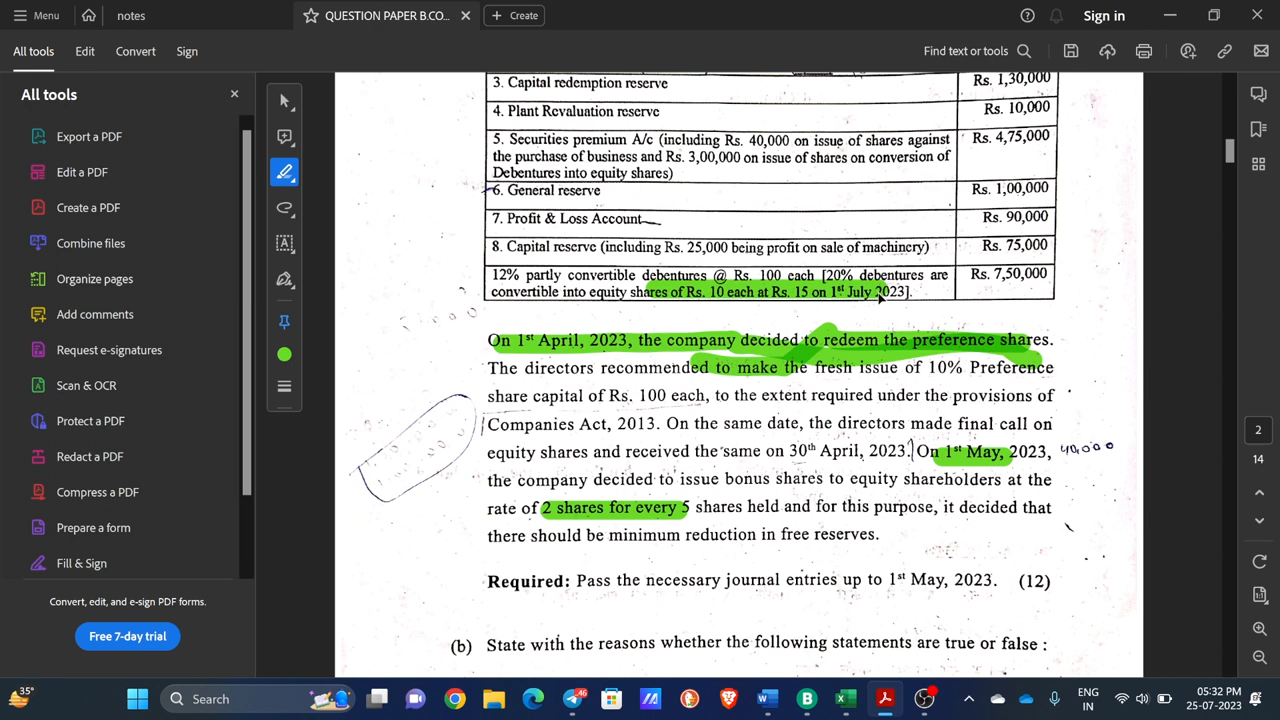 Menu
notes
QUESTION PAPER B.CO...
Create
Sign in
All tools
Edit
Convert
Sign
Find text or tools
All tools
Export a PDF
Edit a PDF
Create a PDF
Combine files
Organize pages
Add comments
Request e-signatures
Scan & OCR
Protect a PDF
Redact a PDF
Compress a PDF
Prepare a form
Fill & Sign
Convert, edit, and e-sign PDF forms.
Free 7-day trial
3. Capital redemption reserve Rs. 1,30,000
4. Plant Revaluation reserve Rs. 10,000
5. Securities premium A/c (including Rs. 40,000 on issue of shares against Rs. 4,75,000
the purchase of business and Rs. 3,00,000 on issue of shares on conversion of
Debentures into equity shares)
6. General reserve Rs. 1,00,000
7. Profit & Loss Account Rs. 90,000
8. Capital reserve (including Rs. 25,000 being profit on sale of machinery) Rs. 75,000
12% partly convertible debentures @ Rs. 100 each [20% debentures are Rs. 7,50,000
convertible into equity shares of Rs. 10 each at Rs. 15 on 1st July 2023].
On 1st April, 2023, the company decided to redeem the preference shares.
The directors recommended to make the fresh issue of 10% Preference
share capital of Rs. 100 each, to the extent required under the provisions of
Companies Act, 2013. On the same date, the directors made final call on
equity shares and received the same on 30th April, 2023. On 1st May, 2023, 40,000
the company decided to issue bonus shares to equity shareholders at the
rate of 2 shares for every 5 shares held and for this purpose, it decided that
there should be minimum reduction in free reserves.
Required: Pass the necessary journal entries up to 1st May, 2023. (12)
(b) State with the reasons whether the following statements are true or false :
2
14
35°
Search
46
ENG
IN
05:32 PM
25-07-2023